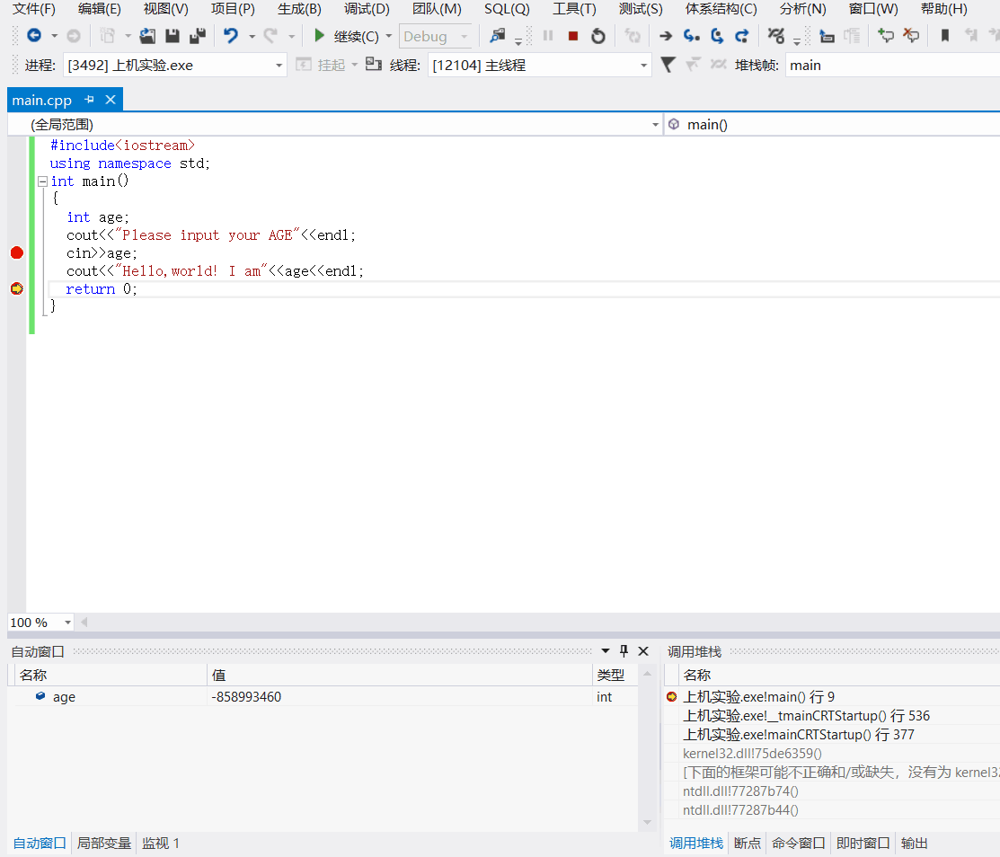 文件(F) 编辑(E) 视图(V) 项目(P) 生成(B) 调试(D) 团队(M) SQL(Q) 工具(T) 测试(S) 体系结构(C) 分析(N) 窗口(W) 帮助(H)
继续(C) Debug
进程: [3492] 上机实验.exe 挂起 线程: [12104] 主线程 堆栈帧: main
main.cpp
(全局范围) main()
#include<iostream>
using namespace std;
int main()
{
int age;
cout<<"Please input your AGE"<<endl;
cin>>age;
cout<<"Hello,world! I am"<<age<<endl;
return 0;
}
100 %
自动窗口 调用堆栈
名称 值 类型 名称
age -858993460 int 上机实验.exe!main() 行 9
上机实验.exe!__tmainCRTStartup() 行 536
上机实验.exe!mainCRTStartup() 行 377
kernel32.dll!75de6359()
[下面的框架可能不正确和/或缺失，没有为 kernel32
ntdll.dll!77287b74()
ntdll.dll!77287b44()
自动窗口 局部变量 监视 1 调用堆栈 断点 命令窗口 即时窗口 输出